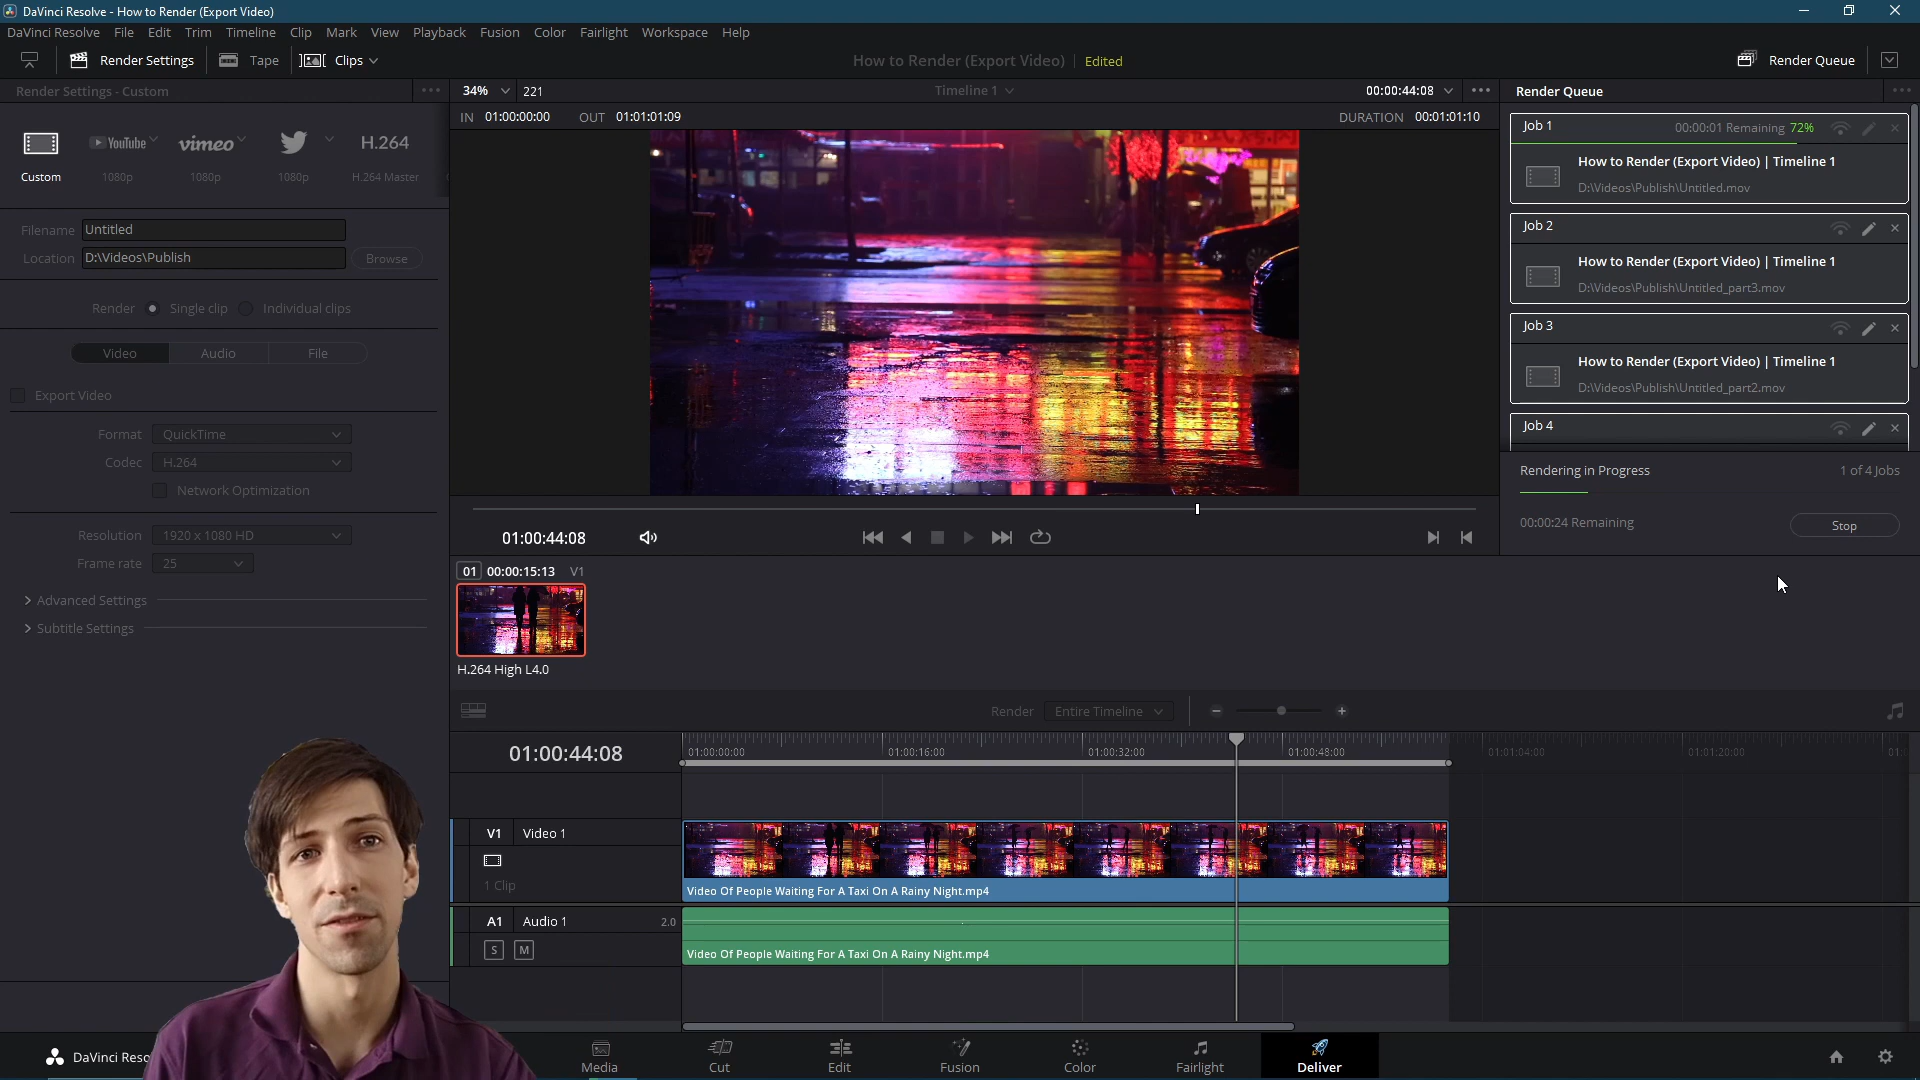 DaVinci Resolve - How to Render (Export Video)
DaVinci Resolve File Edit Trim Timeline Clip Mark View Playback Fusion Color Fairlight Workspace Help
Render Settings Tape Clips How to Render (Export Video) Edited Render Queue
Render Settings - Custom 34% 221 Timeline 1 00:00:44:08 Render Queue
IN 01:00:00:00 OUT 01:01:01:09 DURATION 00:01:01:10
YouTube vimeo H.264
Custom 1080p 1080p 1080p H.264 Master
Filename Untitled
Location D:\Videos\Publish Browse
Render Single clip Individual clips
Video Audio File
Export Video
Format QuickTime
Codec H.264
Network Optimization
Resolution 1920 x 1080 HD
Frame rate 25
Advanced Settings
Subtitle Settings
Job 1 00:00:01 Remaining 72%
How to Render (Export Video) | Timeline 1
D:\Videos\Publish\Untitled.mov
Job 2
How to Render (Export Video) | Timeline 1
D:\Videos\Publish\Untitled_part3.mov
Job 3
How to Render (Export Video) | Timeline 1
D:\Videos\Publish\Untitled_part2.mov
Job 4
Rendering in Progress 1 of 4 Jobs
00:00:24 Remaining Stop
01:00:44:08
01 00:00:15:13 V1
H.264 High L4.0
Render Entire Timeline
01:00:44:08 01:00:00:00 01:00:16:00 01:00:32:00 01:00:48:00 01:01:04:00 01:01:20:00
V1 Video 1
1 Clip
Video Of People Waiting For A Taxi On A Rainy Night.mp4
A1 Audio 1 2.0
S M
Video Of People Waiting For A Taxi On A Rainy Night.mp4
DaVinci Reso
Media Cut Edit Fusion Color Fairlight Deliver